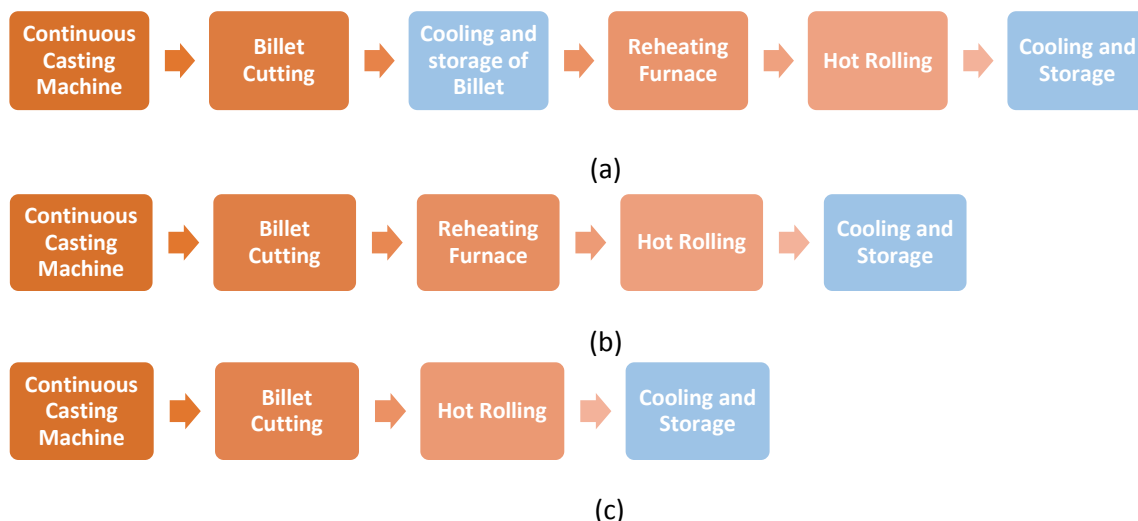 Continuous
Casting
Machine
Billet
Cutting
Cooling and
storage of
Billet
Reheating
Furnace
Hot Rolling
Cooling and
Storage
(a)
Continuous
Casting
Machine
Billet
Cutting
Reheating
Furnace
Hot Rolling
Cooling and
Storage
(b)
Continuous
Casting
Machine
Billet
Cutting
Hot Rolling
Cooling and
Storage
(c)